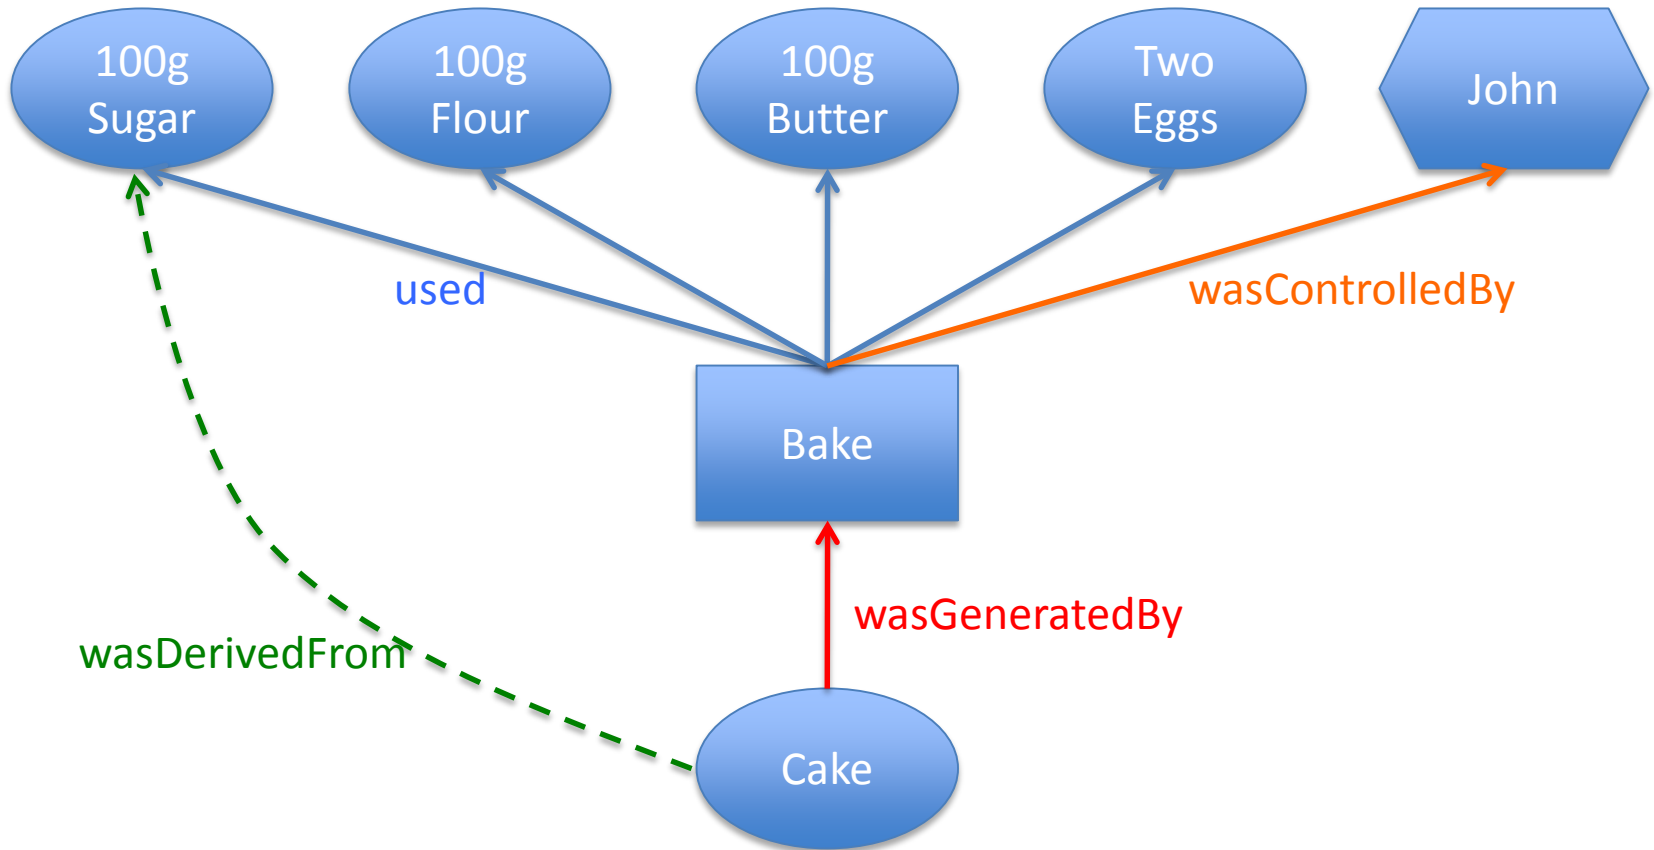 100g
Sugar
100g
Flour
100g
Butter
Two
Eggs
John
used
wasControlledBy
Bake
wasGeneratedBy
wasDerivedFrom
Cake